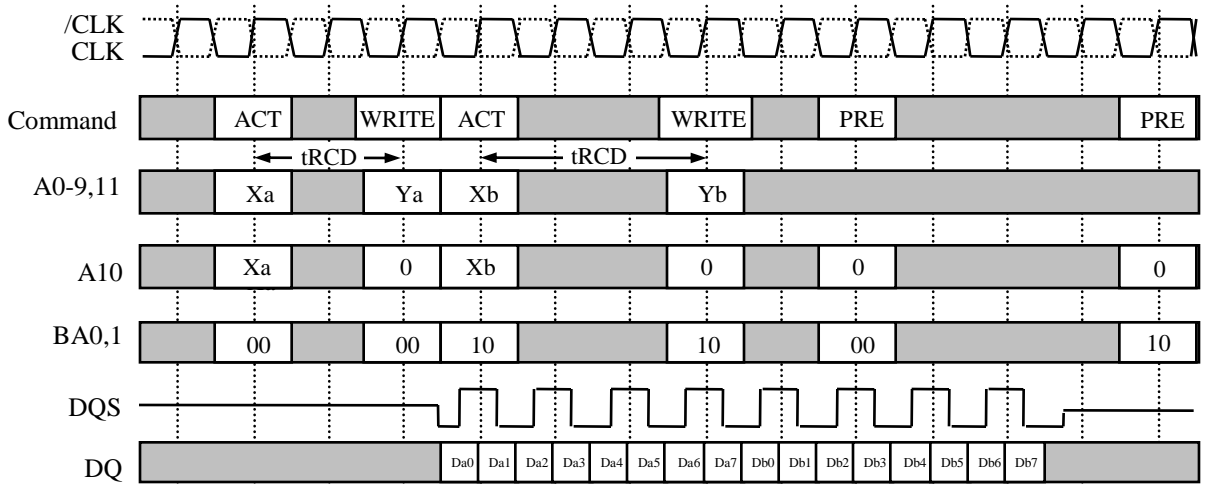 /CLK
CLK
Command ACT WRITE ACT WRITE PRE PRE
tRCD tRCD
A0-9,11 Xa Ya Xb Yb
A10 Xa 0 Xb 0 0 0
BA0,1 00 00 10 10 00 10
DQS
DQ Da0 Da1 Da2 Da3 Da4 Da5 Da6 Da7 Db0 Db1 Db2 Db3 Db4 Db5 Db6 Db7